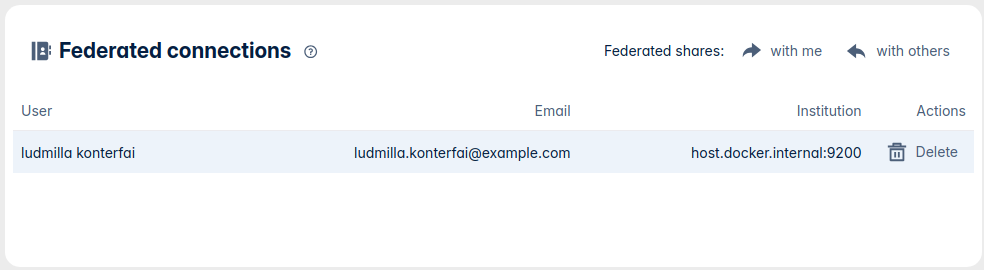 Federated connections Federated shares: with me with others
User Email Institution Actions
ludmilla konterfai ludmilla.konterfai@example.com host.docker.internal:9200 Delete